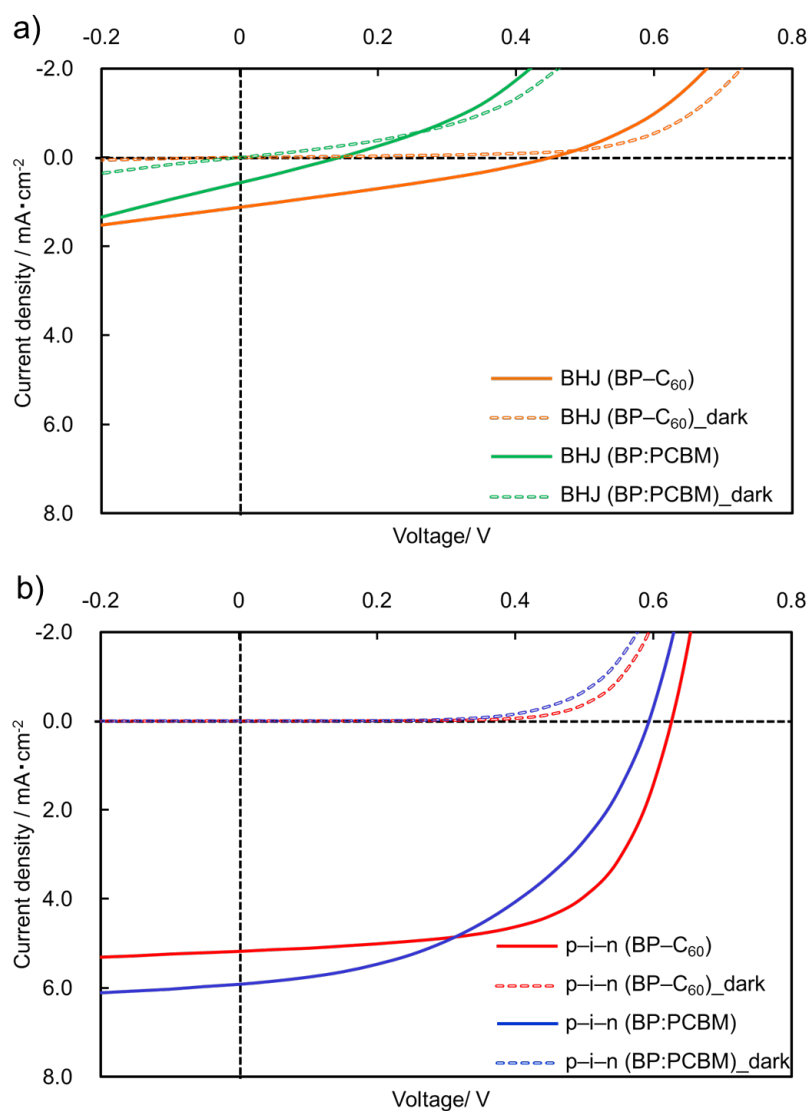 a)
-0.2 0 0.2 0.4 0.6 0.8
-2.0
0.0
2.0
4.0
6.0
8.0
Current density / mA·cm⁻²
BHJ (BP–C₆₀)
BHJ (BP–C₆₀)_dark
BHJ (BP:PCBM)
BHJ (BP:PCBM)_dark
Voltage/ V
b)
-0.2 0 0.2 0.4 0.6 0.8
-2.0
0.0
2.0
4.0
6.0
8.0
Current density / mA·cm⁻²
p–i–n (BP–C₆₀)
p–i–n (BP–C₆₀)_dark
p–i–n (BP:PCBM)
p–i–n (BP:PCBM)_dark
Voltage/ V